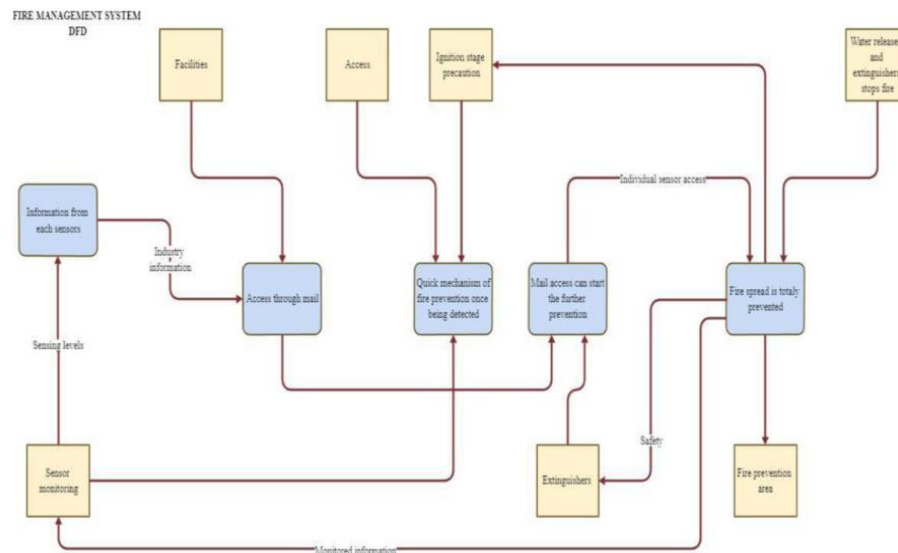 FIRE MANAGEMENT SYSTEM
DFD
Facilities
Access
Ignition stage
precaution
Water release
and
extinguishers
stops fire
Individual sensor access
Information from
each sensors
Industry
information
Access through mail
Quick mechanism of
fire prevention once
being detected
Mail access can start
the further
prevention
Fire spread is totaly
prevented
Sensing levels
Safety
Sensor
monitoring
Extinguishers
Fire prevention
area
Monitored information